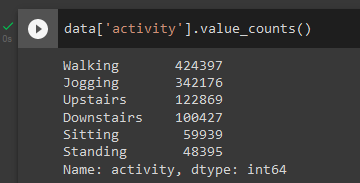 data['activity'].value_counts()
0s
Walking 424397
Jogging 342176
Upstairs 122869
Downstairs 100427
Sitting 59939
Standing 48395
Name: activity, dtype: int64